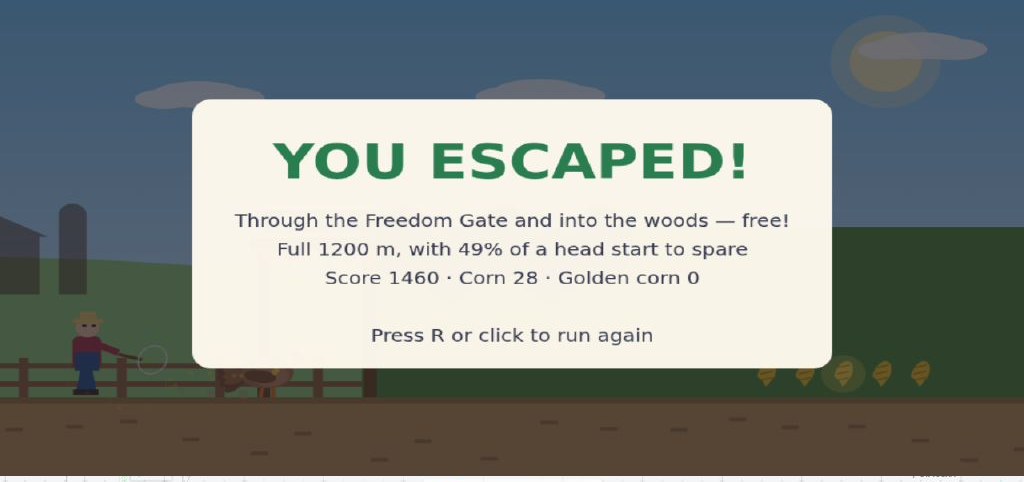 YOU ESCAPED!
Through the Freedom Gate and into the woods — free!
Full 1200 m, with 49% of a head start to spare
Score 1460 · Corn 28 · Golden corn 0
Press R or click to run again